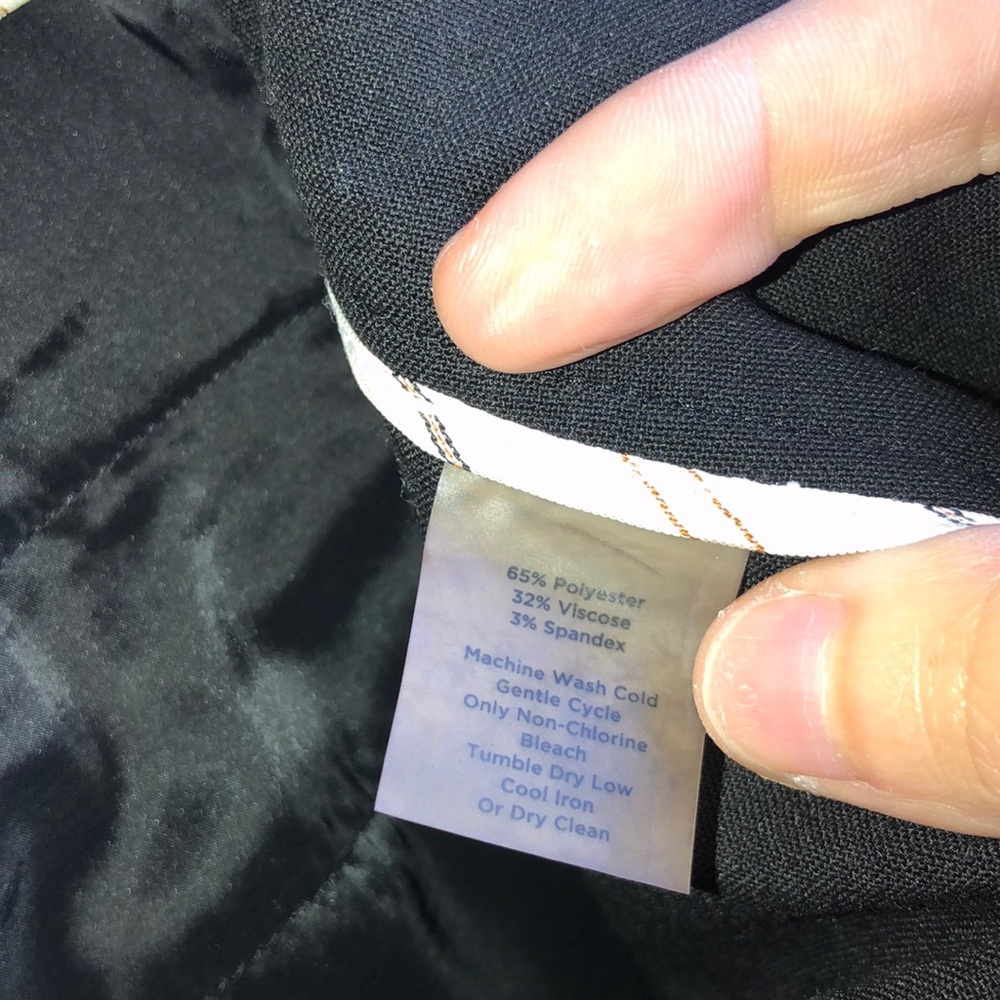 65% Polyester
32% Viscose
3% Spandex
Machine Wash Cold
Gentle Cycle
Only Non-Chlorine
Bleach
Tumble Dry Low
Cool Iron
Or Dry Clean